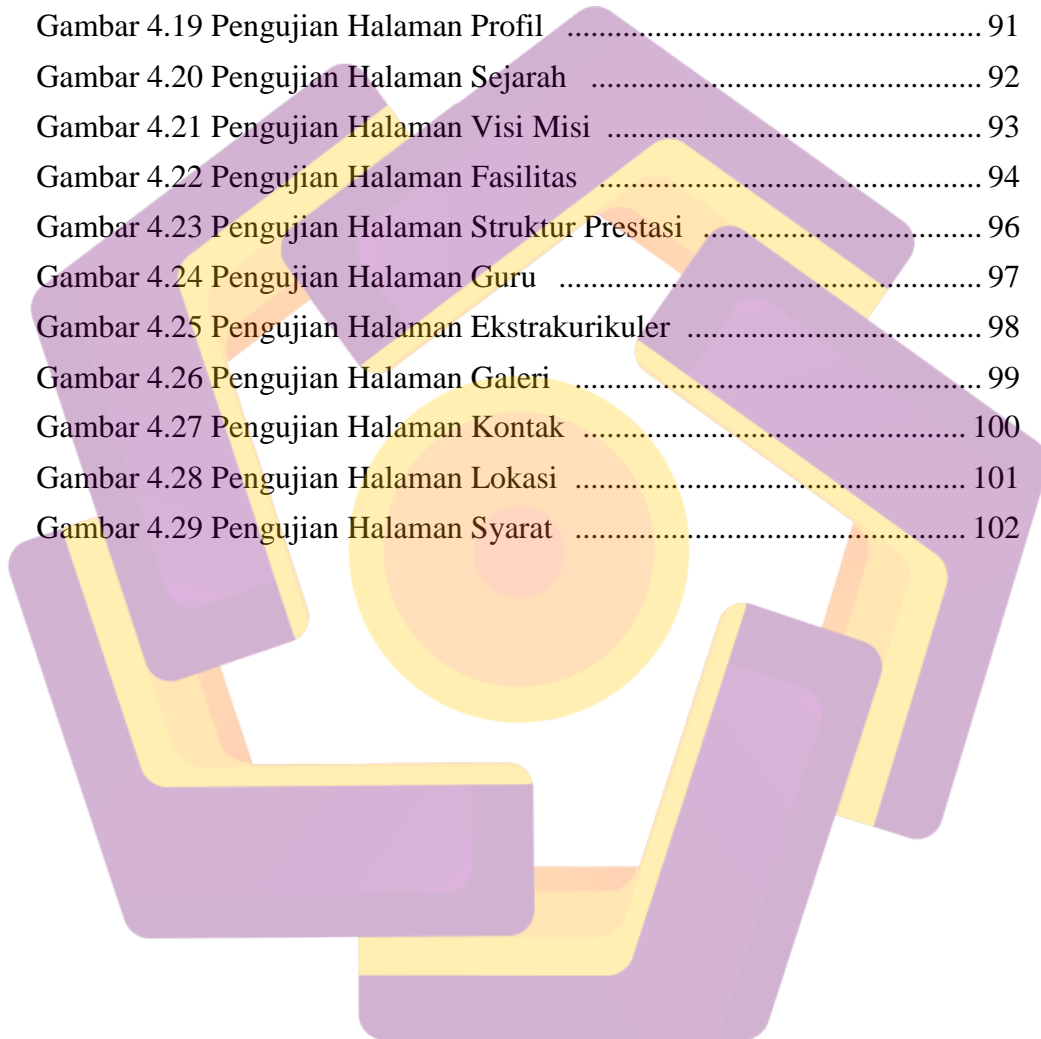 Gambar 4.19 Pengujian Halaman Profil .................................................. 91
Gambar 4.20 Pengujian Halaman Sejarah ............................................... 92
Gambar 4.21 Pengujian Halaman Visi Misi ............................................. 93
Gambar 4.22 Pengujian Halaman Fasilitas .............................................. 94
Gambar 4.23 Pengujian Halaman Struktur Prestasi .................................. 96
Gambar 4.24 Pengujian Halaman Guru ................................................... 97
Gambar 4.25 Pengujian Halaman Ekstrakurikuler .................................... 98
Gambar 4.26 Pengujian Halaman Galeri ................................................. 99
Gambar 4.27 Pengujian Halaman Kontak .............................................. 100
Gambar 4.28 Pengujian Halaman Lokasi ............................................... 101
Gambar 4.29 Pengujian Halaman Syarat ............................................... 102